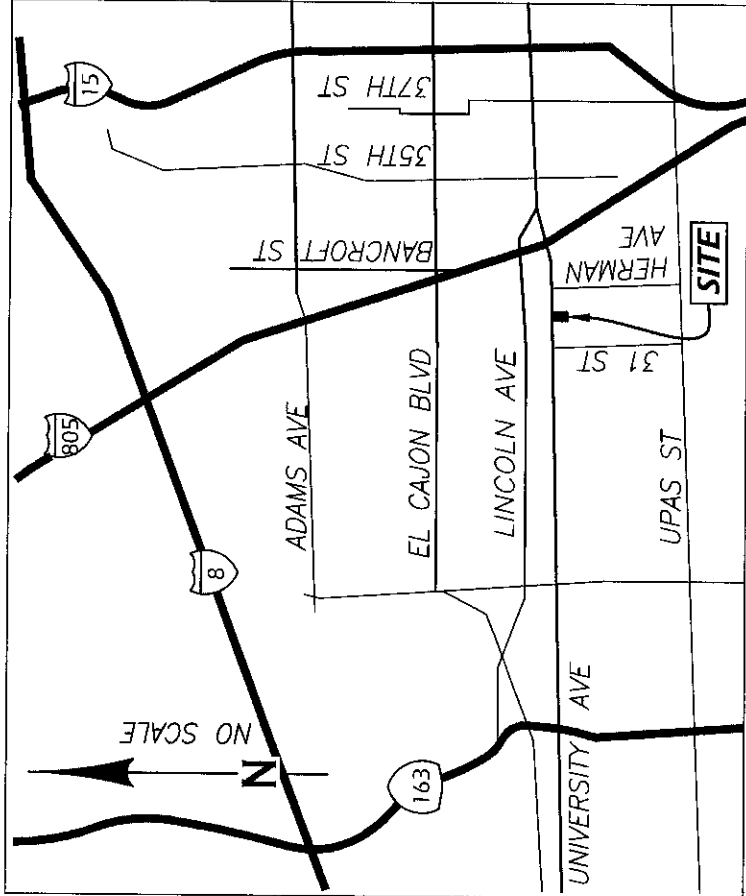 15
37TH ST
35TH ST
805
BANCROFT ST
HERMAN
AVE
SITE
ADAMS AVE
EL CAJON BLVD
LINCOLN AVE
31 ST
8
UPAS ST
NO SCALE
N
163
UNIVERSITY AVE